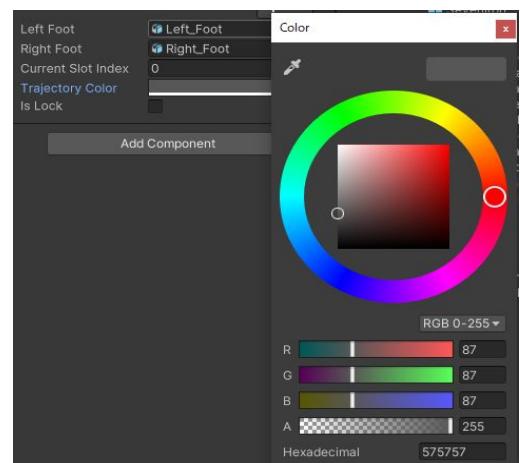 Left Foot
Left_Foot
Right Foot
Right_Foot
Current Slot Index
0
Trajectory Color
Is Lock
Add Component
Color
x
RGB 0-255
R
87
G
87
B
87
A
255
Hexadecimal
575757